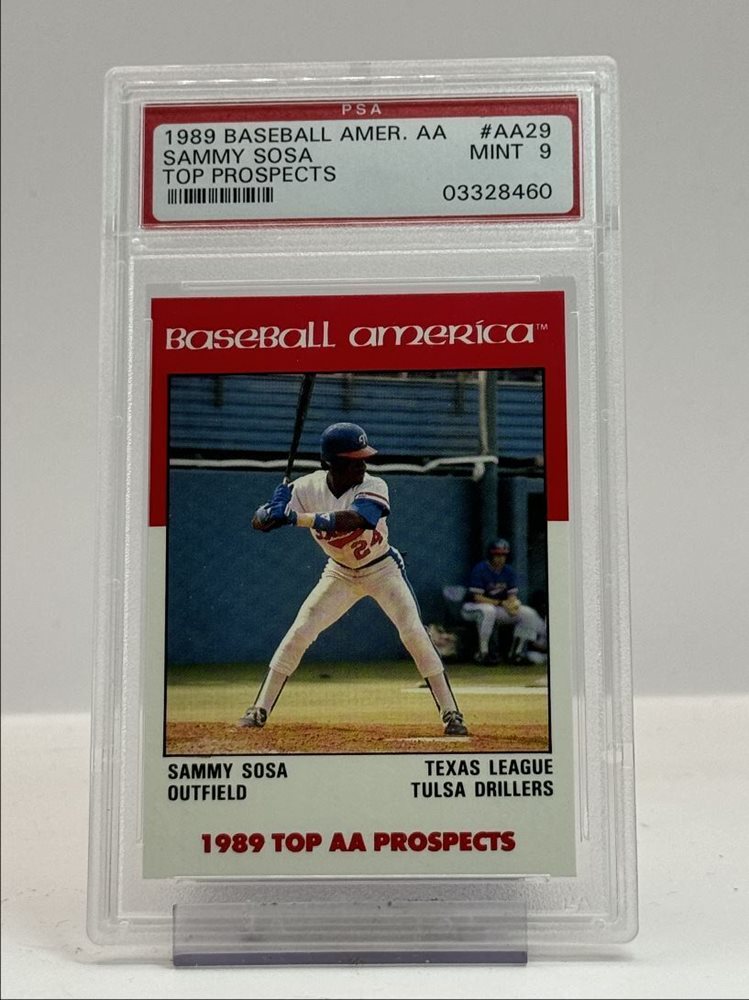 PSA
1989 BASEBALL AMER. AA #AA29
SAMMY SOSA MINT 9
TOP PROSPECTS
03328460
Baseball america™
24
SAMMY SOSA TEXAS LEAGUE
OUTFIELD TULSA DRILLERS
1989 TOP AA PROSPECTS